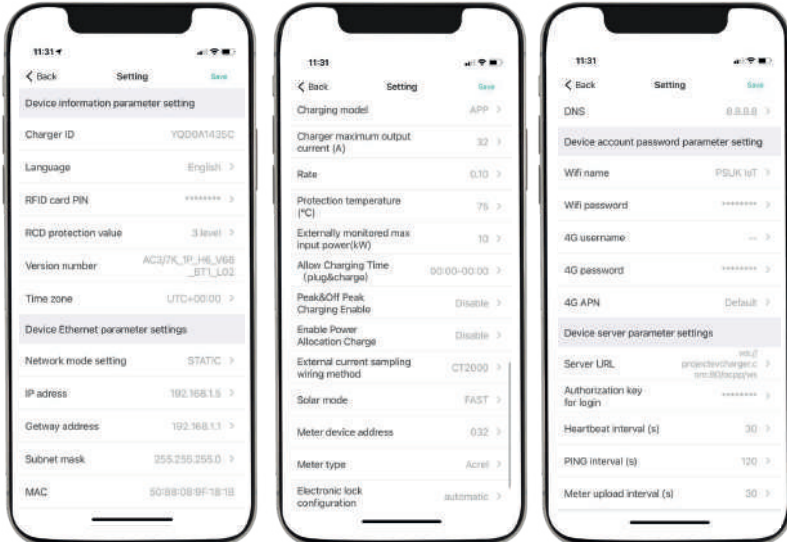 11:31
Back Setting Save
Device information parameter setting
Charger ID YQD0A1435C
Language English
RFID card PIN ********
RCD protection value 3 level
Version number AC3/7K_1P_H6_V68
_BT1_L02
Time zone UTC+00:00
Device Ethernet parameter settings
Network mode setting STATIC
IP adress 192.168.1.5
Getway address 192.168.1.1
Subnet mask 255.255.255.0
MAC
11:31
Back Setting Save
Charging model APP
Charger maximum output
current (A) 32
Rate 0.10
Protection temperature
(°C) 75
Externally monitored max
input power(kW) 10
Allow Charging Time
(plug&charge) 00:00-00:00
Peak&Off Peak
Charging Enable Disable
Enable Power
Allocation Charge Disable
External current sampling
wiring method CT2000
Solar mode FAST
Meter device address 032
Meter type Acrel
Electronic lock
configuration automatic
11:31
Back Setting Save
DNS 8.8.8.8
Device account password parameter setting
Wifi name PSUK IoT
Wifi password ********
4G username --
4G password ********
4G APN Default
Device server parameter settings
Server URL
Authorization key
for login ********
Heartbeat interval (s) 30
PING interval (s) 120
Meter upload interval (s) 30